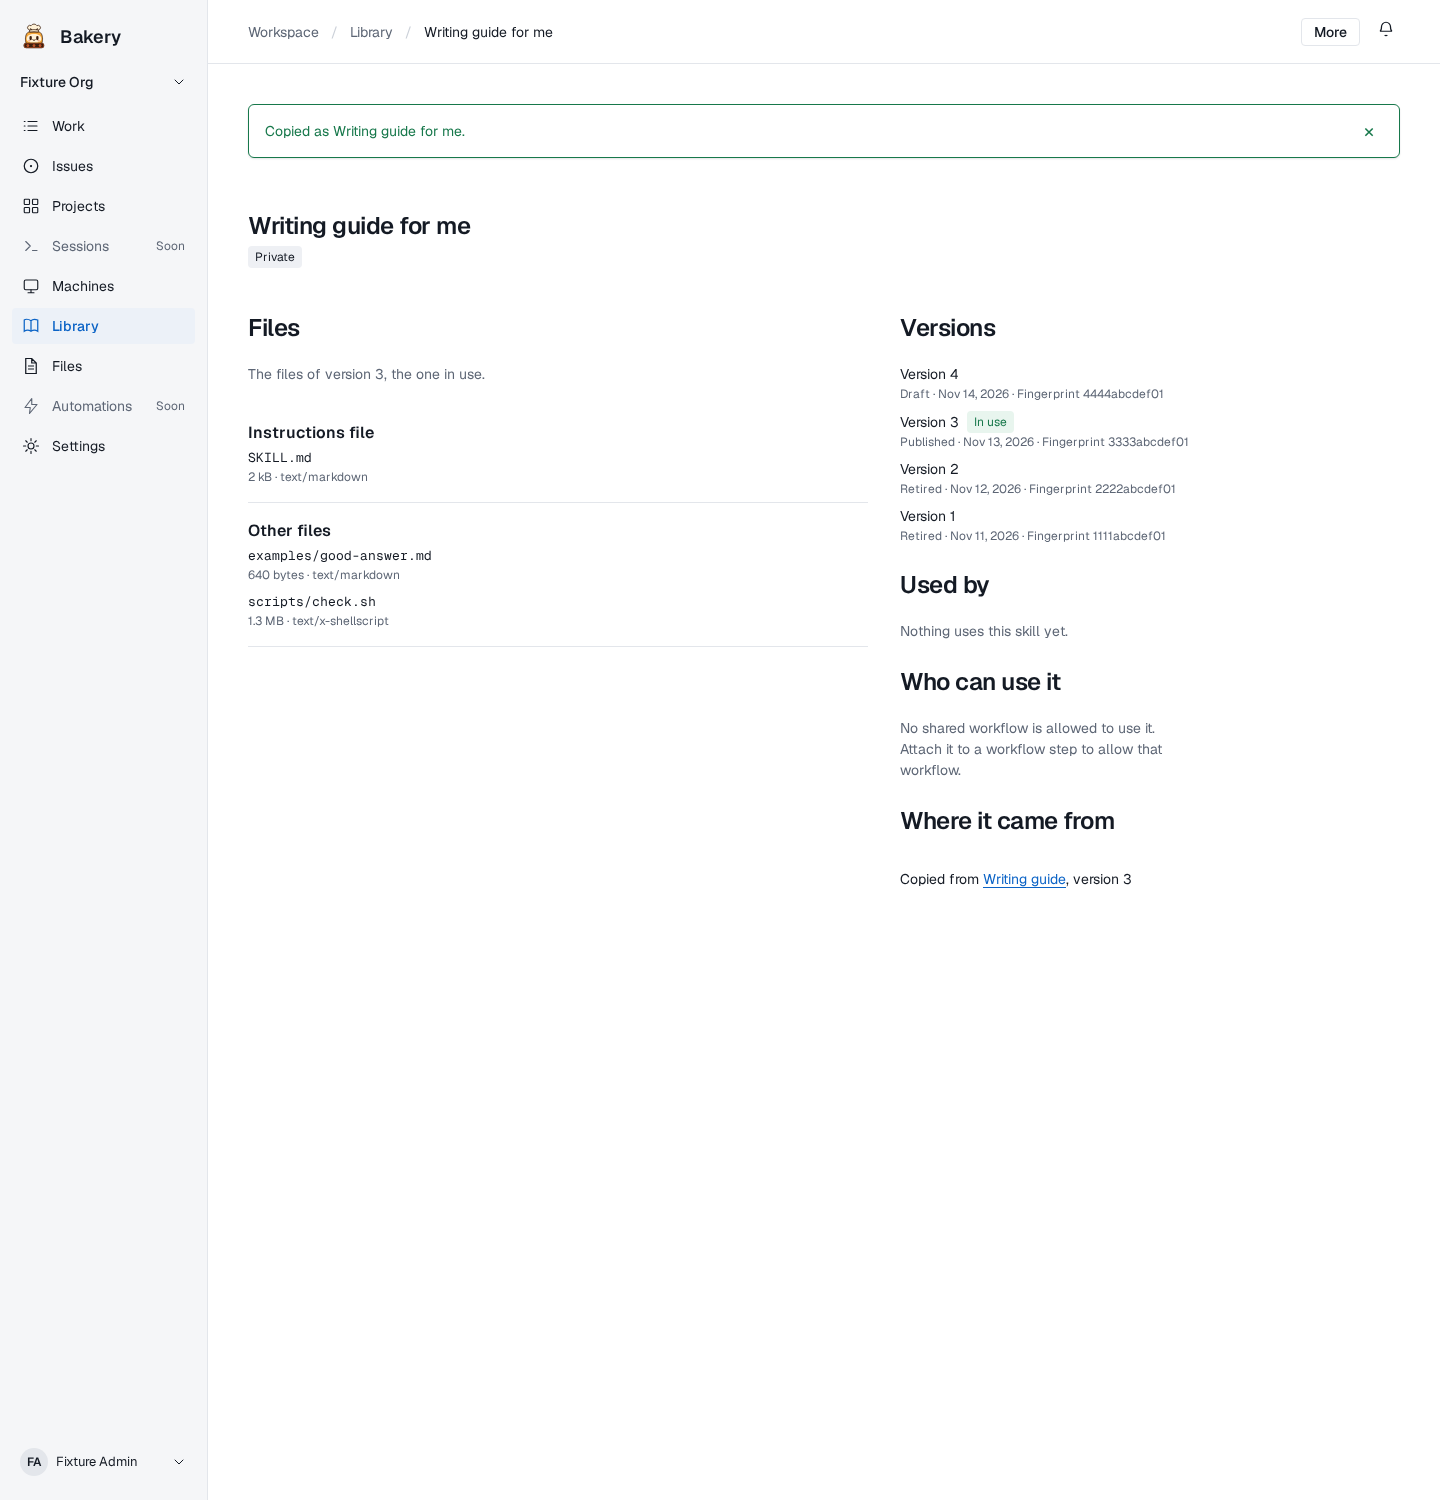 Bakery
Fixture Org
Work
Issues
Projects
Sessions Soon
Machines
Library
Files
Automations Soon
Settings
FA Fixture Admin
Workspace / Library / Writing guide for me
More
Copied as Writing guide for me.
Writing guide for me
Private
Files
The files of version 3, the one in use.
Instructions file
SKILL.md
2 kB · text/markdown
Other files
examples/good-answer.md
640 bytes · text/markdown
scripts/check.sh
1.3 MB · text/x-shellscript
Versions
Version 4
Draft · Nov 14, 2026 · Fingerprint 4444abcdef01
Version 3 In use
Published · Nov 13, 2026 · Fingerprint 3333abcdef01
Version 2
Retired · Nov 12, 2026 · Fingerprint 2222abcdef01
Version 1
Retired · Nov 11, 2026 · Fingerprint 1111abcdef01
Used by
Nothing uses this skill yet.
Who can use it
No shared workflow is allowed to use it.
Attach it to a workflow step to allow that
workflow.
Where it came from
Copied from Writing guide, version 3